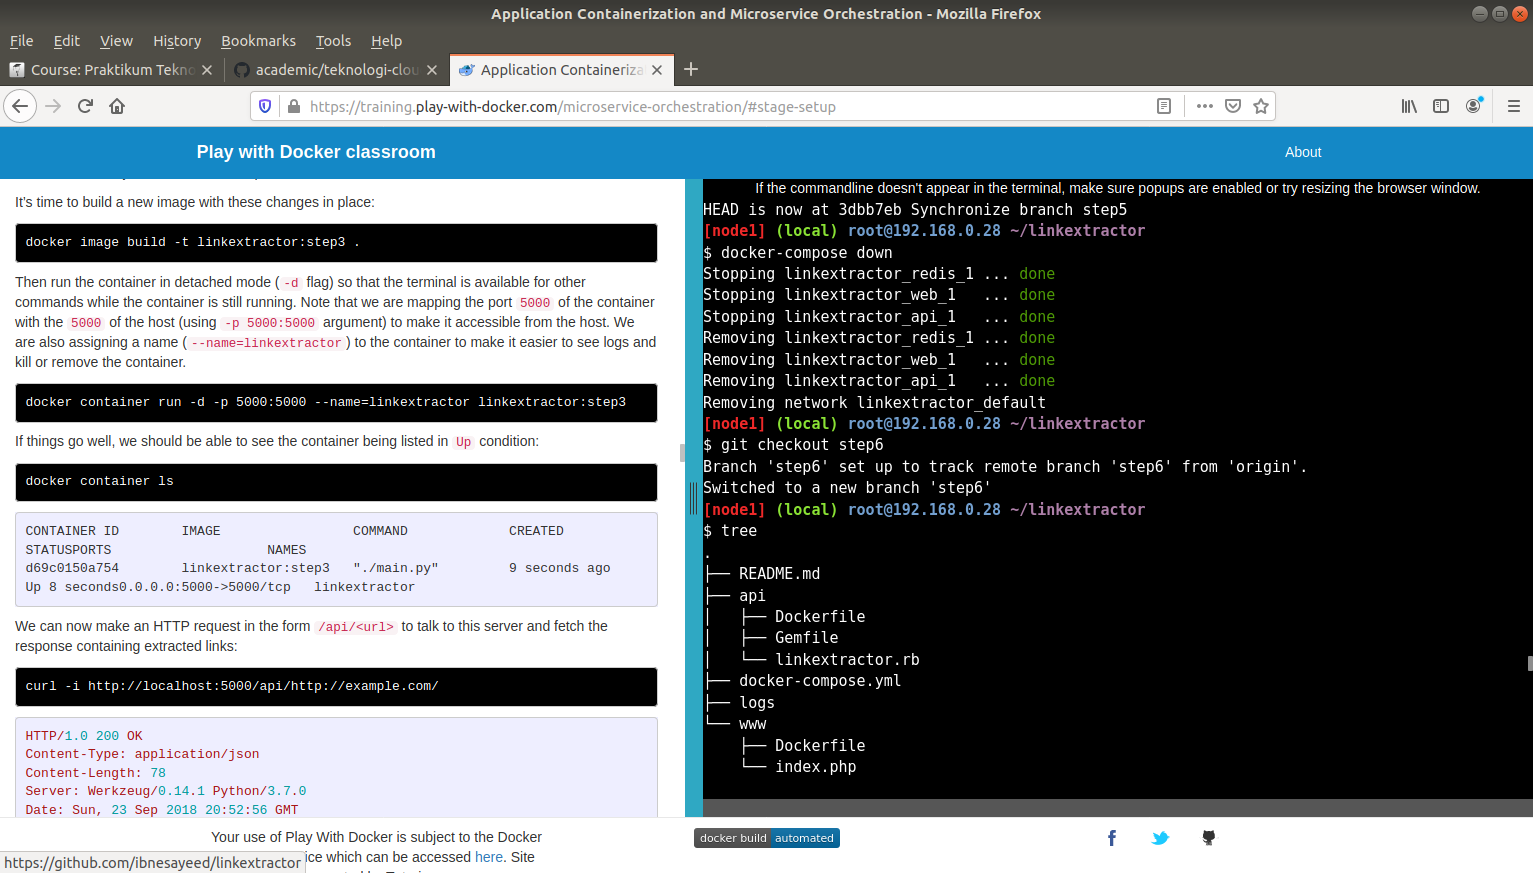 Application Containerization and Microservice Orchestration - Mozilla Firefox
File Edit View History Bookmarks Tools Help
Course: Praktikum Tekno
academic/teknologi-clou
Application Containeriza
https://training.play-with-docker.com/microservice-orchestration/#stage-setup
Play with Docker classroom
About
It's time to build a new image with these changes in place:
docker image build -t linkextractor:step3 .
Then run the container in detached mode ( -d flag) so that the terminal is available for other
commands while the container is still running. Note that we are mapping the port 5000 of the container
with the 5000 of the host (using -p 5000:5000 argument) to make it accessible from the host. We
are also assigning a name ( --name=linkextractor ) to the container to make it easier to see logs and
kill or remove the container.
docker container run -d -p 5000:5000 --name=linkextractor linkextractor:step3
If things go well, we should be able to see the container being listed in Up condition:
docker container ls
CONTAINER ID IMAGE COMMAND CREATED
STATUSPORTS NAMES
d69c0150a754 linkextractor:step3 "./main.py" 9 seconds ago
Up 8 seconds0.0.0.0:5000->5000/tcp linkextractor
We can now make an HTTP request in the form /api/<url> to talk to this server and fetch the
response containing extracted links:
curl -i http://localhost:5000/api/http://example.com/
HTTP/1.0 200 OK
Content-Type: application/json
Content-Length: 78
Server: Werkzeug/0.14.1 Python/3.7.0
Date: Sun, 23 Sep 2018 20:52:56 GMT
If the commandline doesn't appear in the terminal, make sure popups are enabled or try resizing the browser window.
HEAD is now at 3dbb7eb Synchronize branch step5
[node1] (local) root@192.168.0.28 ~/linkextractor
$ docker-compose down
Stopping linkextractor_redis_1 ... done
Stopping linkextractor_web_1   ... done
Stopping linkextractor_api_1   ... done
Removing linkextractor_redis_1 ... done
Removing linkextractor_web_1   ... done
Removing linkextractor_api_1   ... done
Removing network linkextractor_default
[node1] (local) root@192.168.0.28 ~/linkextractor
$ git checkout step6
Branch 'step6' set up to track remote branch 'step6' from 'origin'.
Switched to a new branch 'step6'
[node1] (local) root@192.168.0.28 ~/linkextractor
$ tree
.
├── README.md
├── api
│   ├── Dockerfile
│   ├── Gemfile
│   └── linkextractor.rb
├── docker-compose.yml
├── logs
└── www
    ├── Dockerfile
    └── index.php
Your use of Play With Docker is subject to the Docker
ice which can be accessed here. Site
docker build automated
https://github.com/ibnesayeed/linkextractor